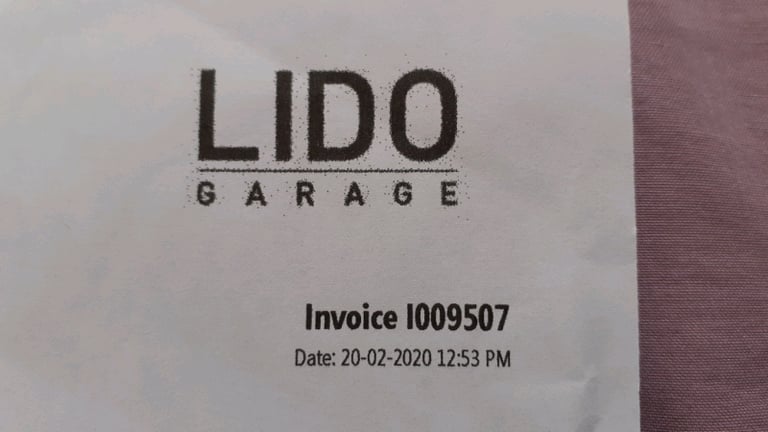 LIDO
GARAGE
Invoice I009507
Date: 20-02-2020 12:53 PM